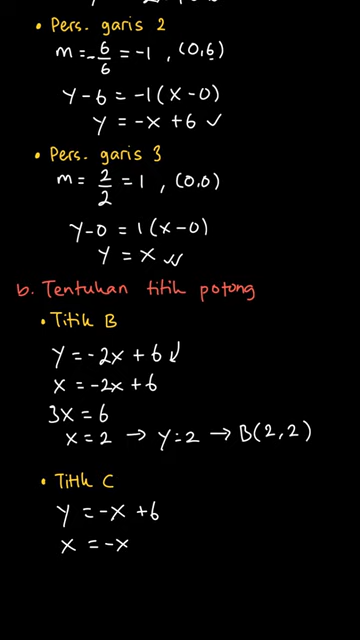 • Pers. garis 2
m = -6/6 = -1 , (0,6)
y - 6 = -1 (x - 0)
y = -x + 6 ✓
• Pers. garis 3
m = 2/2 = 1 , (0,0)
y - 0 = 1 (x - 0)
y = x
b. Tentukan titik potong
• Titik B
y = -2x + 6
x = -2x + 6
3x = 6
x = 2 → y = 2 → B(2,2)
• Titik C
y = -x + 6
x = -x